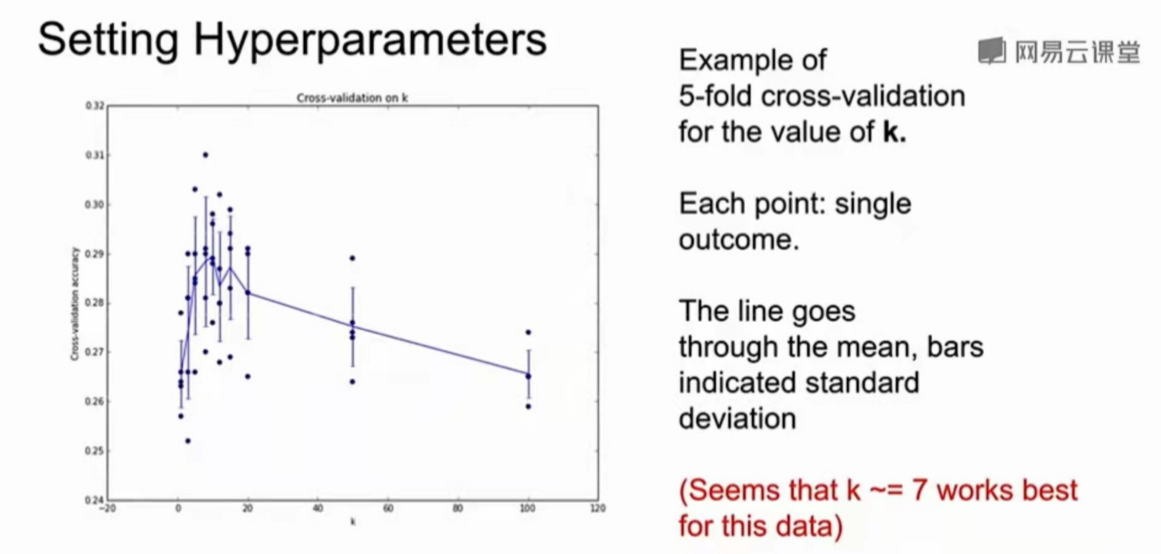 Setting Hyperparameters
网易云课堂
Example of
5-fold cross-validation
for the value of k.
Each point: single
outcome.
The line goes
through the mean, bars
indicated standard
deviation
(Seems that k ~= 7 works best
for this data)
Cross-validation on k
Cross-validation accuracy
0.32
0.31
0.30
0.29
0.28
0.27
0.26
0.25
0.24
−20 0 20 40 60 80 100 120
k